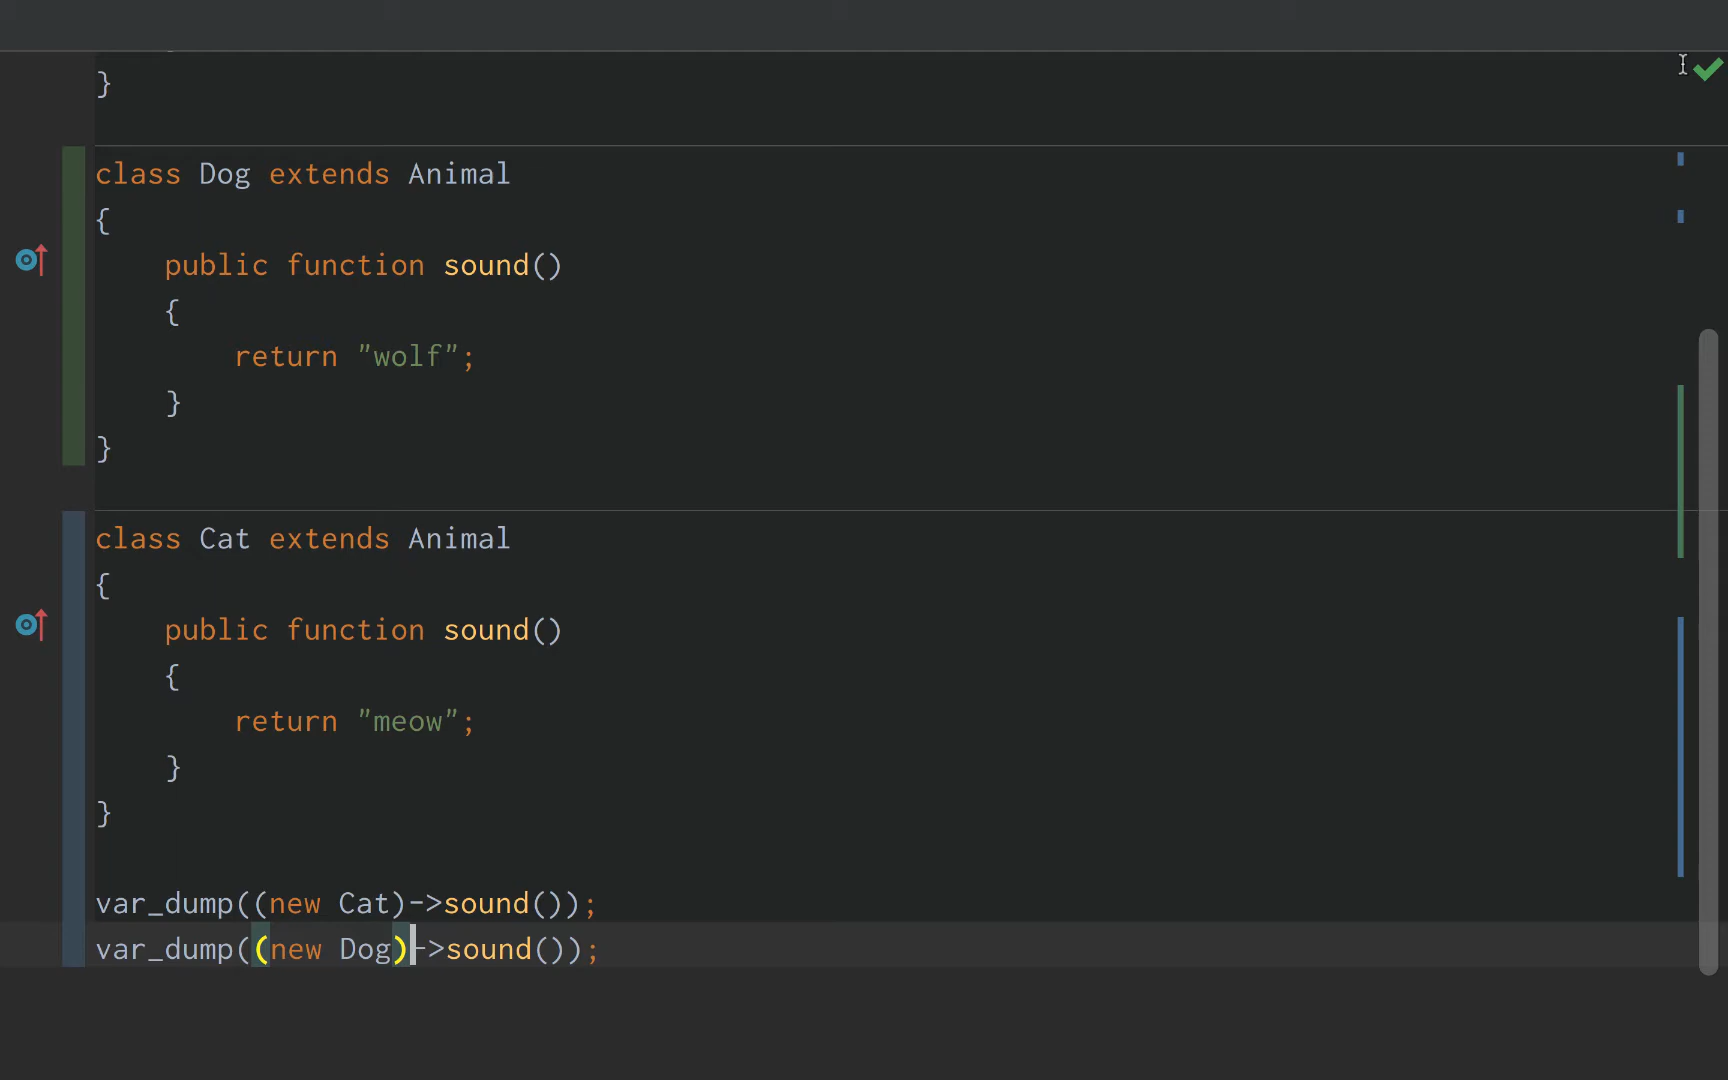 }
class Dog extends Animal
{
    public function sound()
    {
        return "wolf";
    }
}
class Cat extends Animal
{
    public function sound()
    {
        return "meow";
    }
}
var_dump((new Cat)->sound());
var_dump((new Dog)->sound());